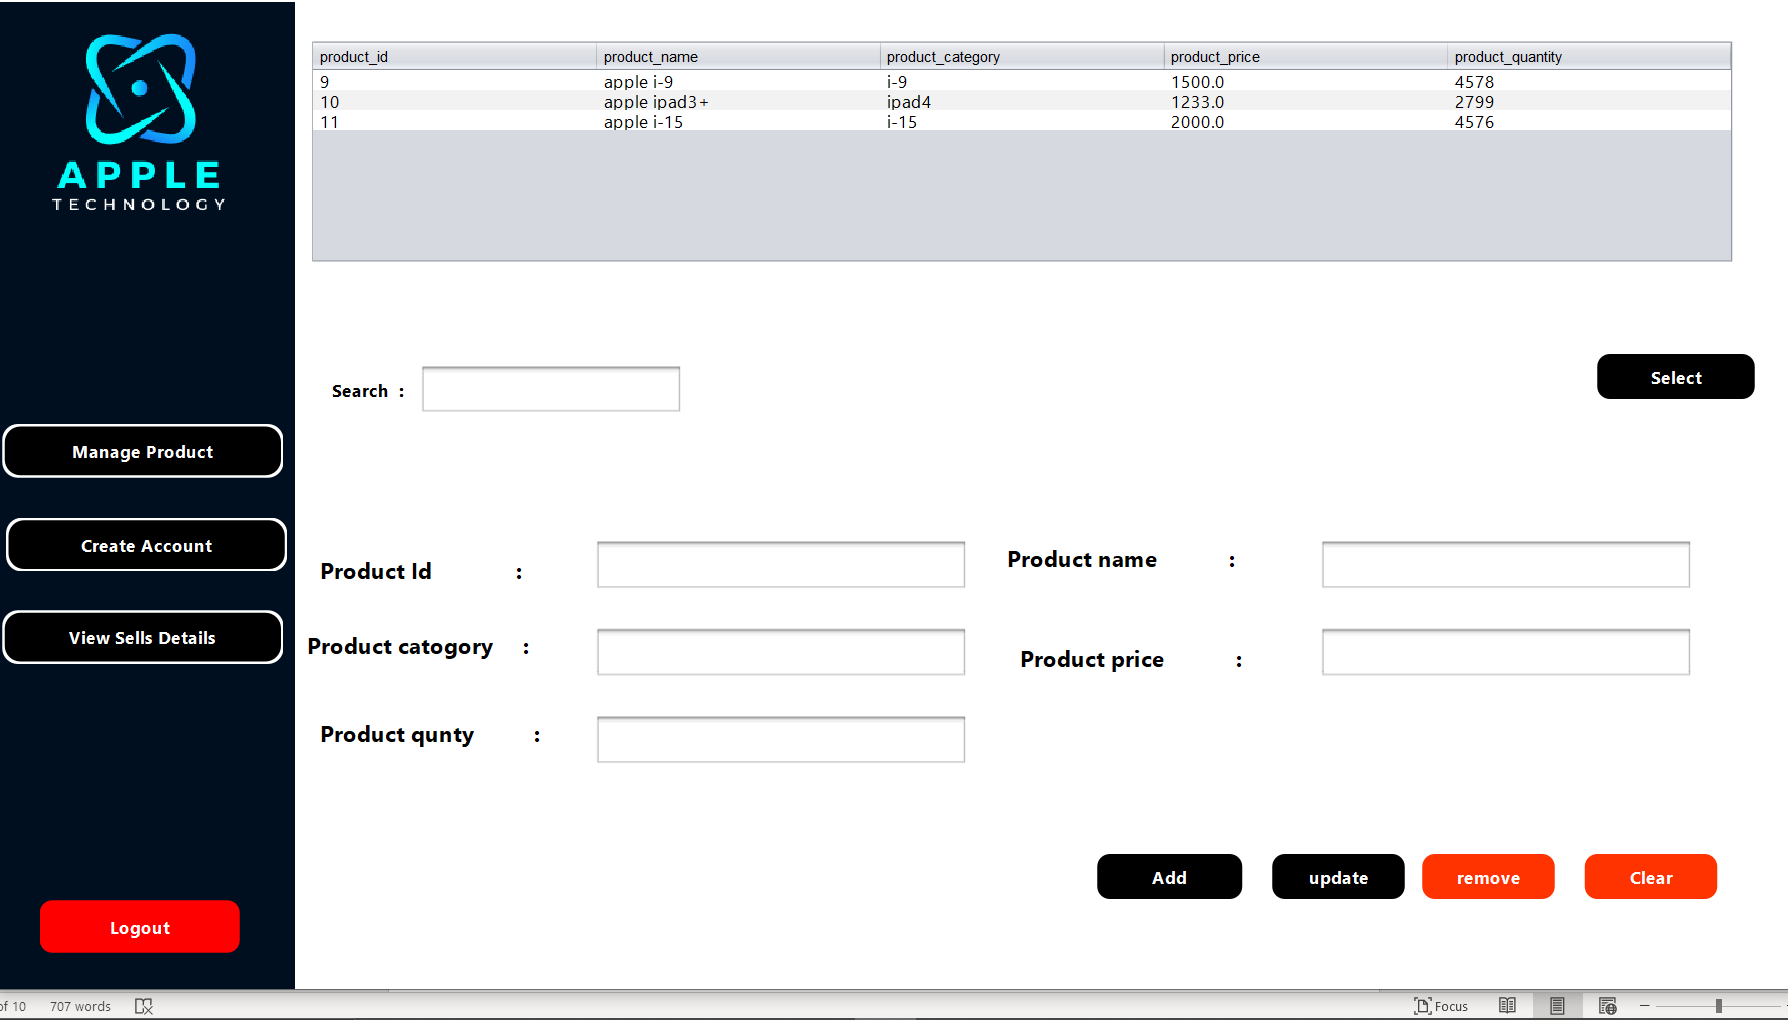 APPLE
TECHNOLOGY
Manage Product
Create Account
View Sells Details
Logout
product_id product_name product_category product_price product_quantity
9 apple i-9 i-9 1500.0 4578
10 apple ipad3+ ipad4 1233.0 2799
11 apple i-15 i-15 2000.0 4576
Search :
Select
Product Id : Product name :
Product catogory : Product price :
Product qunty :
Add update remove Clear
of 10 707 words Focus